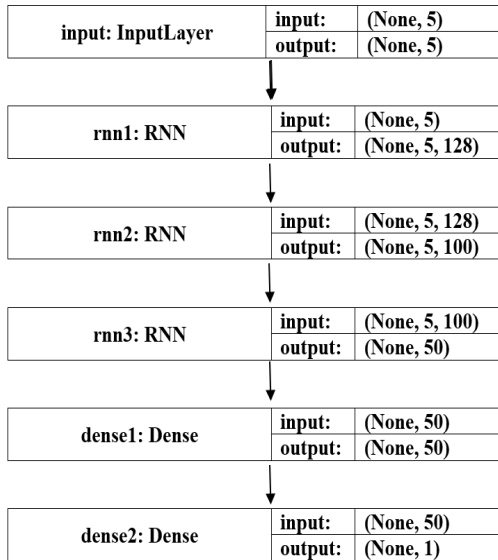 input: InputLayer input: (None, 5)
output: (None, 5)
rnn1: RNN input: (None, 5)
output: (None, 5, 128)
rnn2: RNN input: (None, 5, 128)
output: (None, 5, 100)
rnn3: RNN input: (None, 5, 100)
output: (None, 50)
dense1: Dense input: (None, 50)
output: (None, 50)
dense2: Dense input: (None, 50)
output: (None, 1)